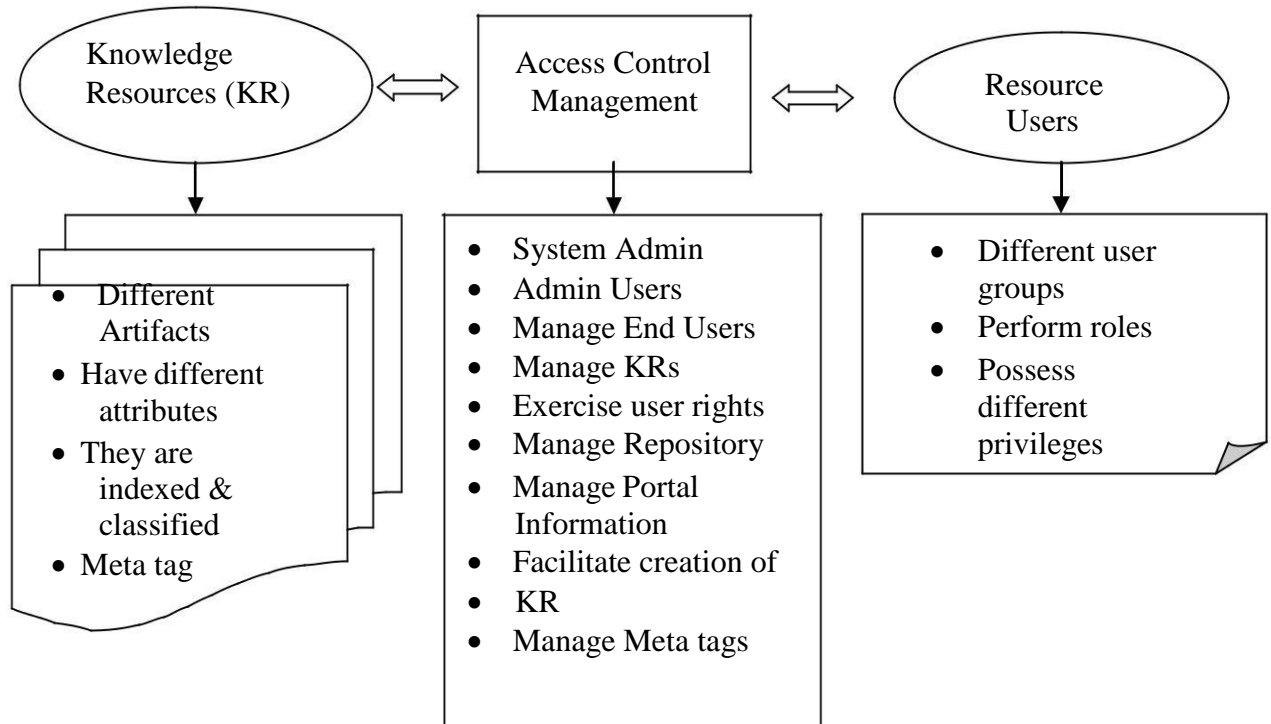 Knowledge
Resources (KR)
Access Control
Management
Resource
Users
• Different
Artifacts
• Have different
attributes
• They are
indexed &
classified
• Meta tag
• System Admin
• Admin Users
• Manage End Users
• Manage KRs
• Exercise user rights
• Manage Repository
• Manage Portal
Information
• Facilitate creation of
• KR
• Manage Meta tags
• Different user
groups
• Perform roles
• Possess
different
privileges